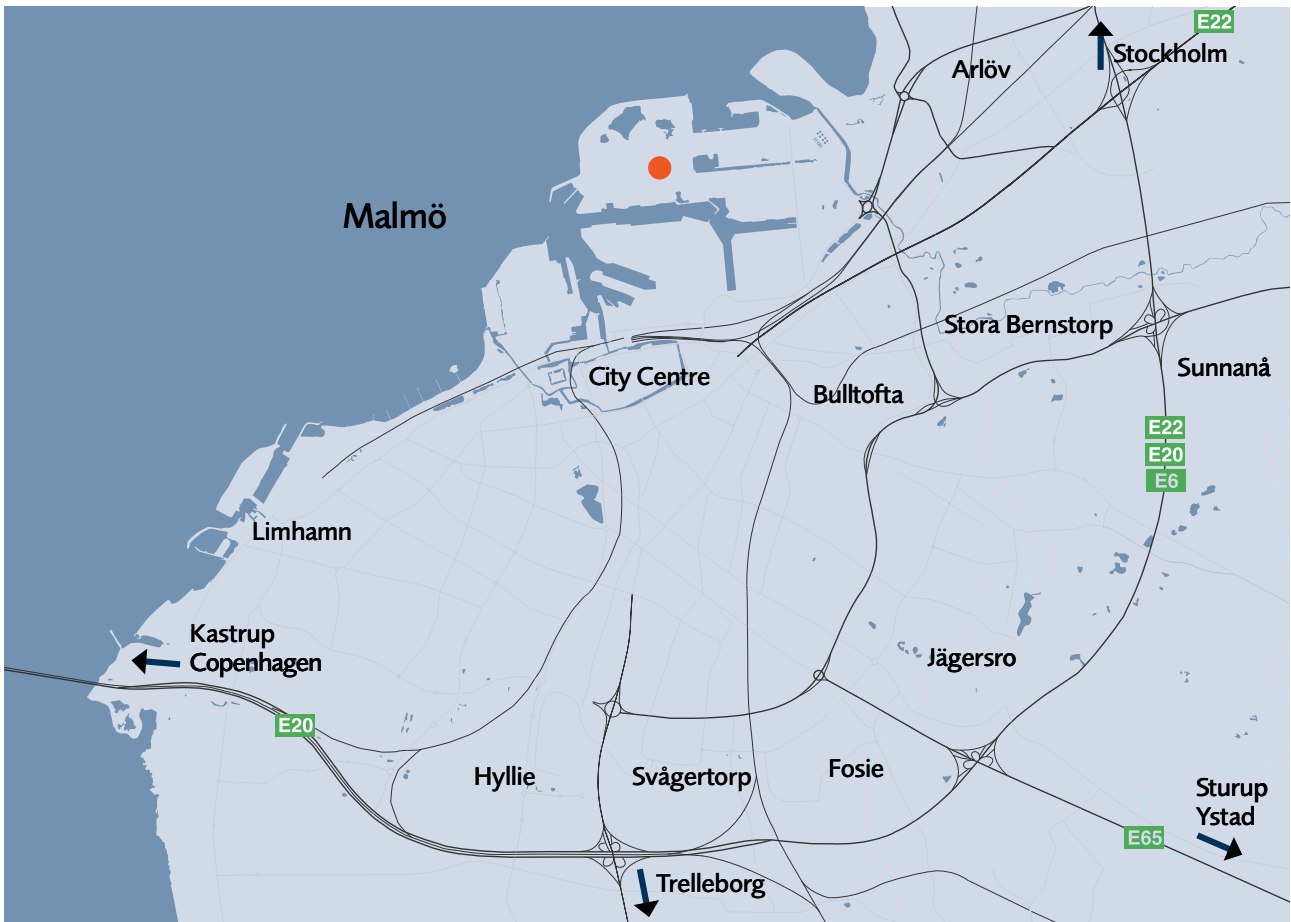 E22
Stockholm
Arlöv
Malmö
Stora Bernstorp
Sunnanå
City Centre
Bulltofta
E22
E20
E6
Limhamn
Kastrup
Copenhagen
Jägersro
E20
Hyllie
Svågertorp
Fosie
Sturup
Ystad
E65
Trelleborg